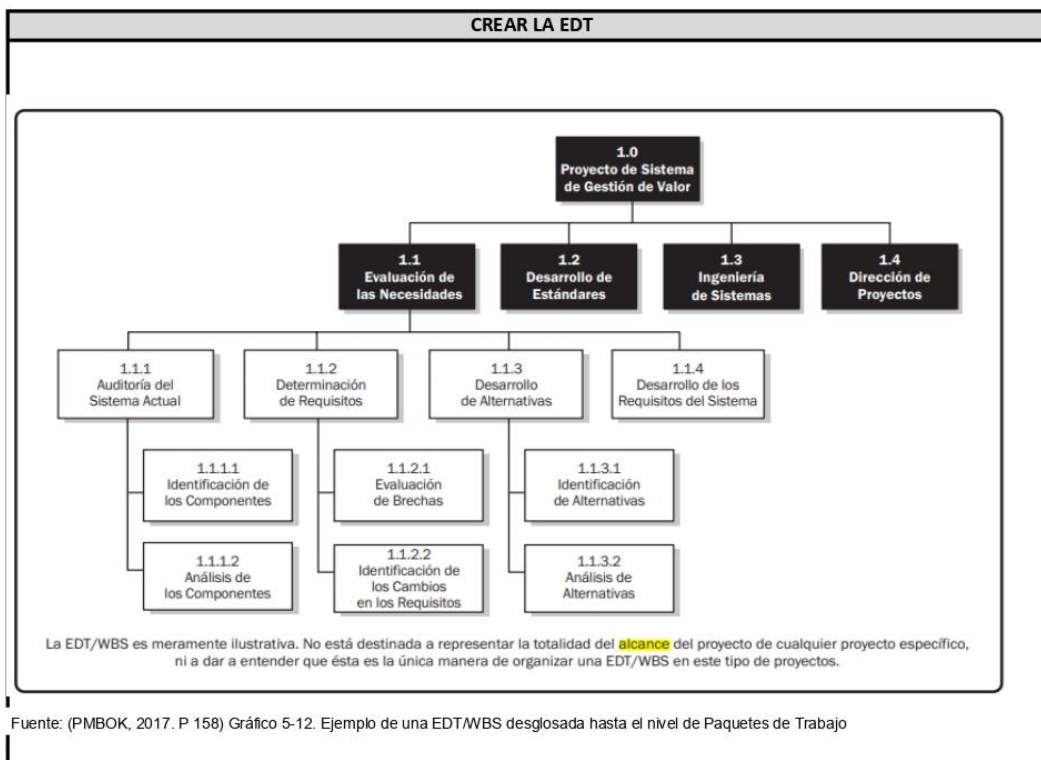 CREAR LA EDT
1.0
Proyecto de Sistema
de Gestión de Valor
1.1
Evaluación de
las Necesidades
1.2
Desarrollo de
Estándares
1.3
Ingeniería
de Sistemas
1.4
Dirección de
Proyectos
1.1.1
Auditoría del
Sistema Actual
1.1.2
Determinación
de Requisitos
1.1.3
Desarrollo
de Alternativas
1.1.4
Desarrollo de los
Requisitos del Sistema
1.1.1.1
Identificación de
los Componentes
1.1.2.1
Evaluación
de Brechas
1.1.3.1
Identificación
de Alternativas
1.1.1.2
Análisis de
los Componentes
1.1.2.2
Identificación de
los Cambios
en los Requisitos
1.1.3.2
Análisis de
Alternativas
La EDT/WBS es meramente ilustrativa. No está destinada a representar la totalidad del alcance del proyecto de cualquier proyecto específico,
ni a dar a entender que ésta es la única manera de organizar una EDT/WBS en este tipo de proyectos.
Fuente: (PMBOK, 2017. P 158) Gráfico 5-12. Ejemplo de una EDT/WBS desglosada hasta el nivel de Paquetes de Trabajo